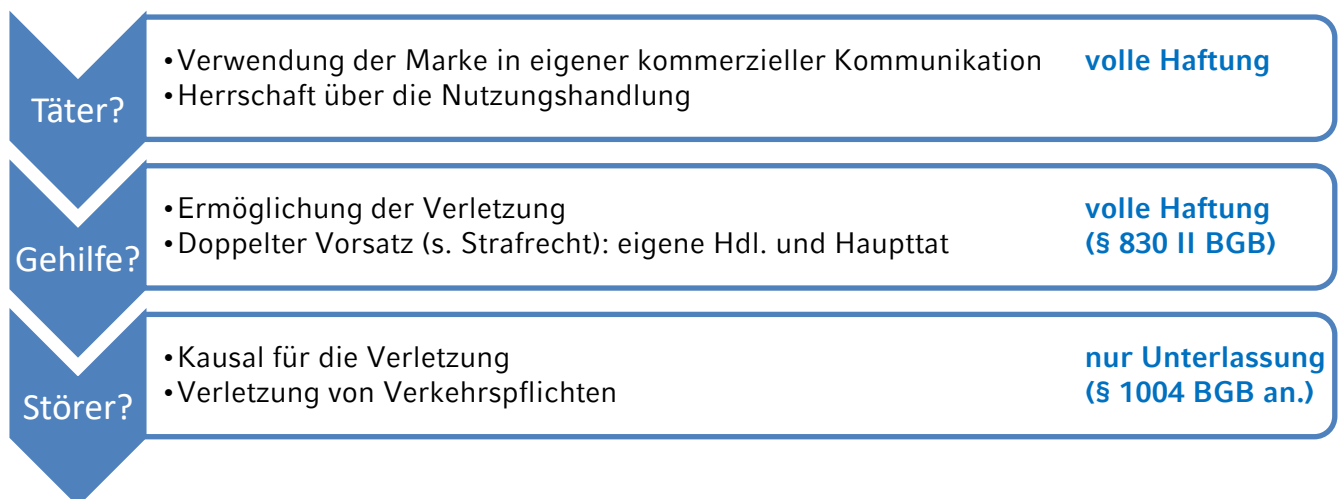 Täter?
•Verwendung der Marke in eigener kommerzieller Kommunikation volle Haftung
•Herrschaft über die Nutzungshandlung
Gehilfe?
•Ermöglichung der Verletzung volle Haftung
•Doppelter Vorsatz (s. Strafrecht): eigene Hdl. und Haupttat (§ 830 II BGB)
Störer?
•Kausal für die Verletzung nur Unterlassung
•Verletzung von Verkehrspflichten (§ 1004 BGB an.)